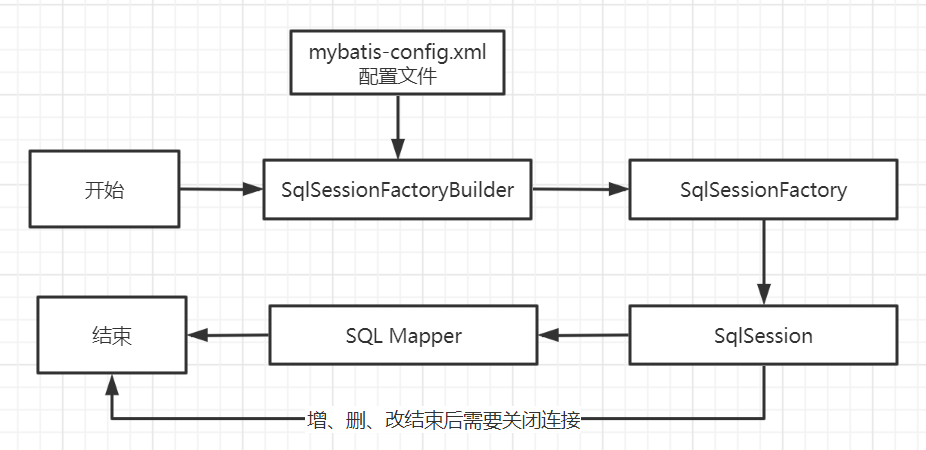 mybatis-config.xml
配置文件
开始
SqlSessionFactoryBuilder
SqlSessionFactory
结束
SQL Mapper
SqlSession
增、删、改结束后需要关闭连接